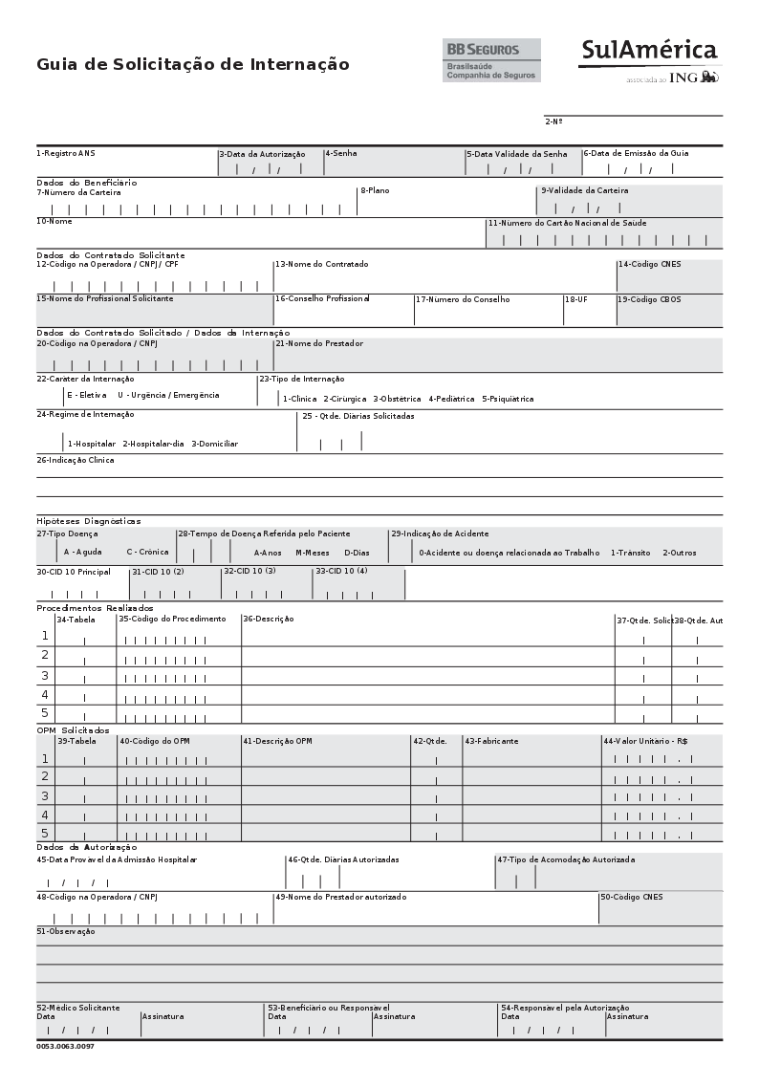 Guia de Solicitação de Internação
BB SEGUROS
Brasilsaúde
Companhia de Seguros
SulAmérica
associada ao ING
2-Nº
1-Registro ANS 3-Data da Autorização 4-Senha 5-Data Validade da Senha 6-Data de Emissão da Guia
Dados do Beneficiário
7-Número da Carteira 8-Plano 9-Validade da Carteira
10-Nome 11-Número do Cartão Nacional de Saúde
Dados do Contratado Solicitante
12-Código na Operadora / CNPJ/ CPF 13-Nome do Contratado 14-Código CNES
15-Nome do Profissional Solicitante 16-Conselho Profissional 17-Número do Conselho 18-UF 19-Código CBOS
Dados do Contratado Solicitado / Dados da Internação
20-Código na Operadora / CNPJ 21-Nome do Prestador
22-Caráter da Internação 23-Tipo de Internação
E - Eletiva U - Urgência / Emergência 1-Clínica 2-Cirúrgica 3-Obstétrica 4-Pediátrica 5-Psiquiátrica
24-Regime de Internação 25 - Qtde. Diárias Solicitadas
1-Hospitalar 2-Hospitalar-dia 3-Domiciliar
26-Indicação Clínica
Hipóteses Diagnósticas
27-Tipo Doença 28-Tempo de Doença Referida pelo Paciente 29-Indicação de Acidente
A - Aguda C - Crônica A-Anos M-Meses D-Dias 0-Acidente ou doença relacionada ao Trabalho 1-Trânsito 2-Outros
30-CID 10 Principal 31-CID 10 (2) 32-CID 10 (3) 33-CID 10 (4)
Procedimentos Realizados
34-Tabela 35-Código do Procedimento 36-Descrição 37-Qtde. Solict 38-Qtde. Aut
1
2
3
4
5
OPM Solicitados
39-Tabela 40-Código do OPM 41-Descrição OPM 42-Qtde. 43-Fabricante 44-Valor Unitário - R$
1
2
3
4
5
Dados da Autorização
45-Data Provável da Admissão Hospitalar 46-Qtde. Diárias Autorizadas 47-Tipo de Acomodação Autorizada
48-Código na Operadora / CNPJ 49-Nome do Prestador autorizado 50-Código CNES
51-Observação
52-Médico Solicitante 53-Beneficiário ou Responsável 54-Responsável pela Autorização
Data Assinatura Data Assinatura Data Assinatura
0053.0063.0097